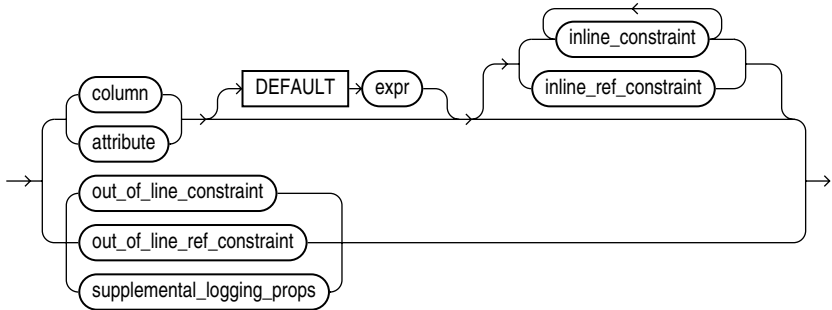 inline_constraint
DEFAULT expr
inline_ref_constraint
column
attribute
out_of_line_constraint
out_of_line_ref_constraint
supplemental_logging_props